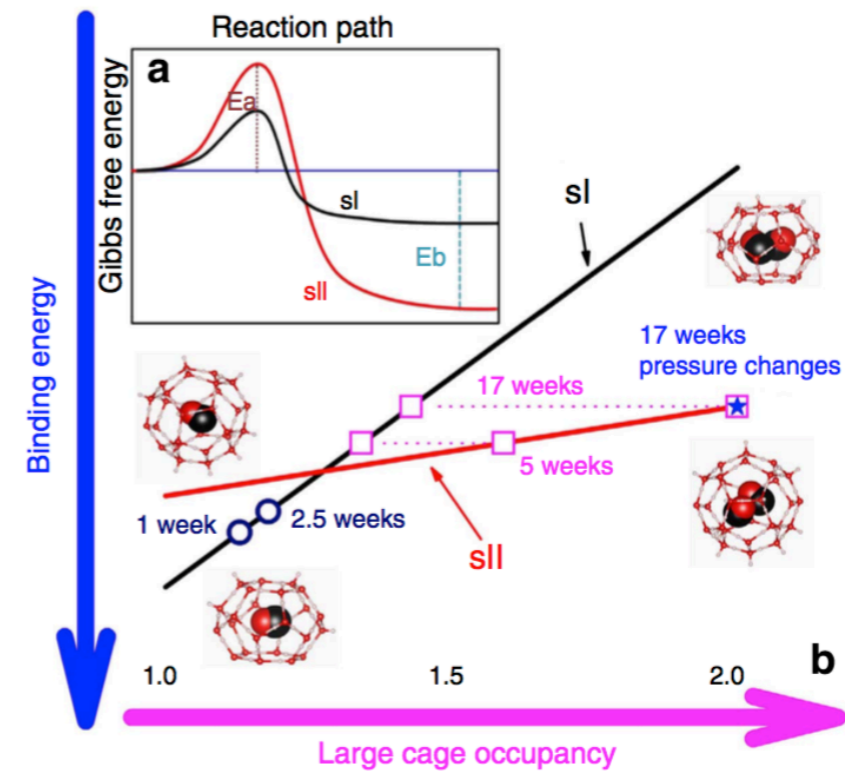 Reaction path
a
Gibbs free energy
Ea
sI
Eb
sII
sI
17 weeks
pressure changes
17 weeks
5 weeks
1 week
2.5 weeks
sII
Binding energy
1.0
1.5
2.0
b
Large cage occupancy